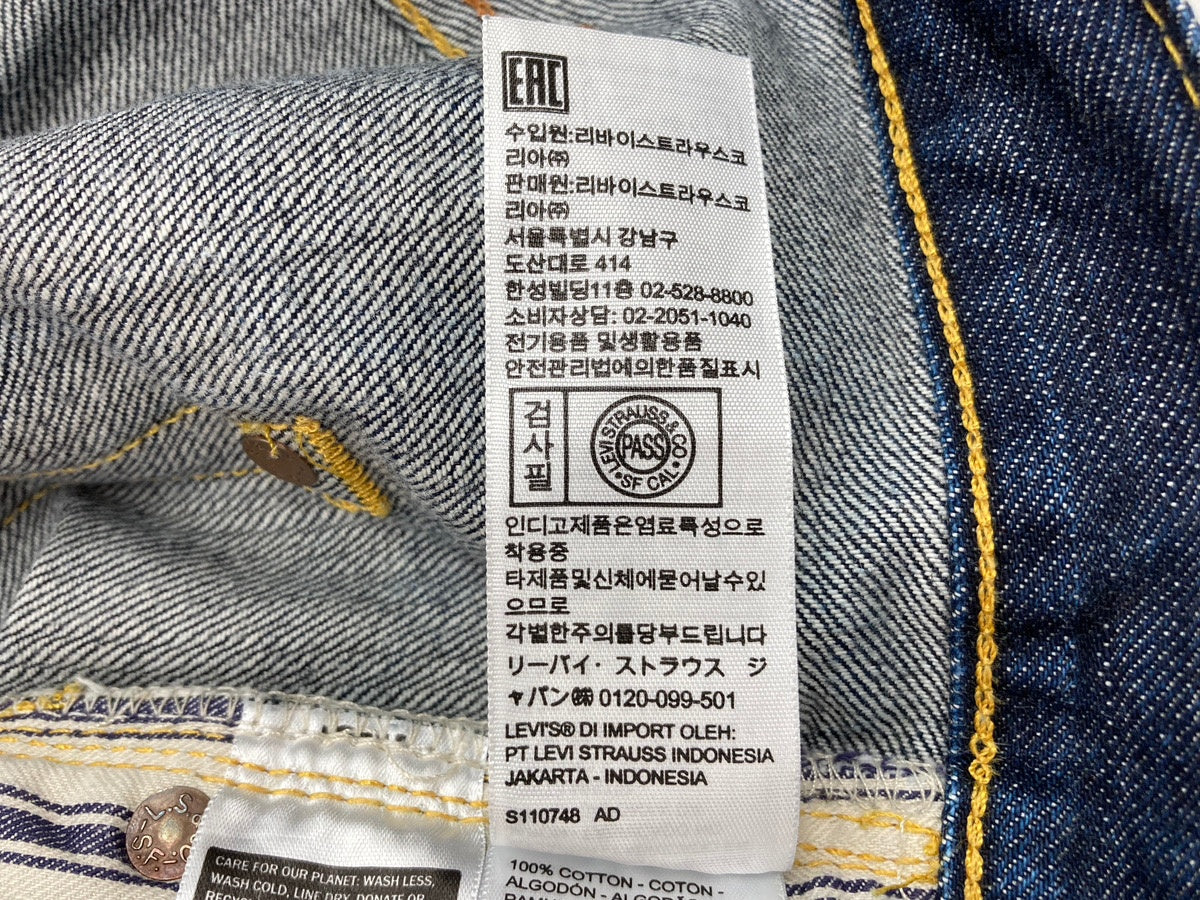 EAC
수입원:리바이스트라우스코
리아㈜
판매원:리바이스트라우스코
리아㈜
서울특별시 강남구
도산대로 414
한성빌딩11층 02-528-8800
소비자상담: 02-2051-1040
전기용품 및생활용품
안전관리법에의한품질표시
검사필
LEVI STRAUSS & CO
PASS
SF CAL
인디고제품은염료특성으로
착용중
타제품및신체에묻어날수있
으므로
각별한주의를당부드립니다
リーバイ・ストラウス ジ
ャパン㈱ 0120-099-501
LEVI'S® DI IMPORT OLEH:
PT LEVI STRAUSS INDONESIA
JAKARTA - INDONESIA
S110748 AD
CARE FOR OUR PLANET: WASH LESS,
WASH COLD, LINE DRY, DONATE OR
100% COTTON - COTON -
ALGODÓN - ALGODÃO